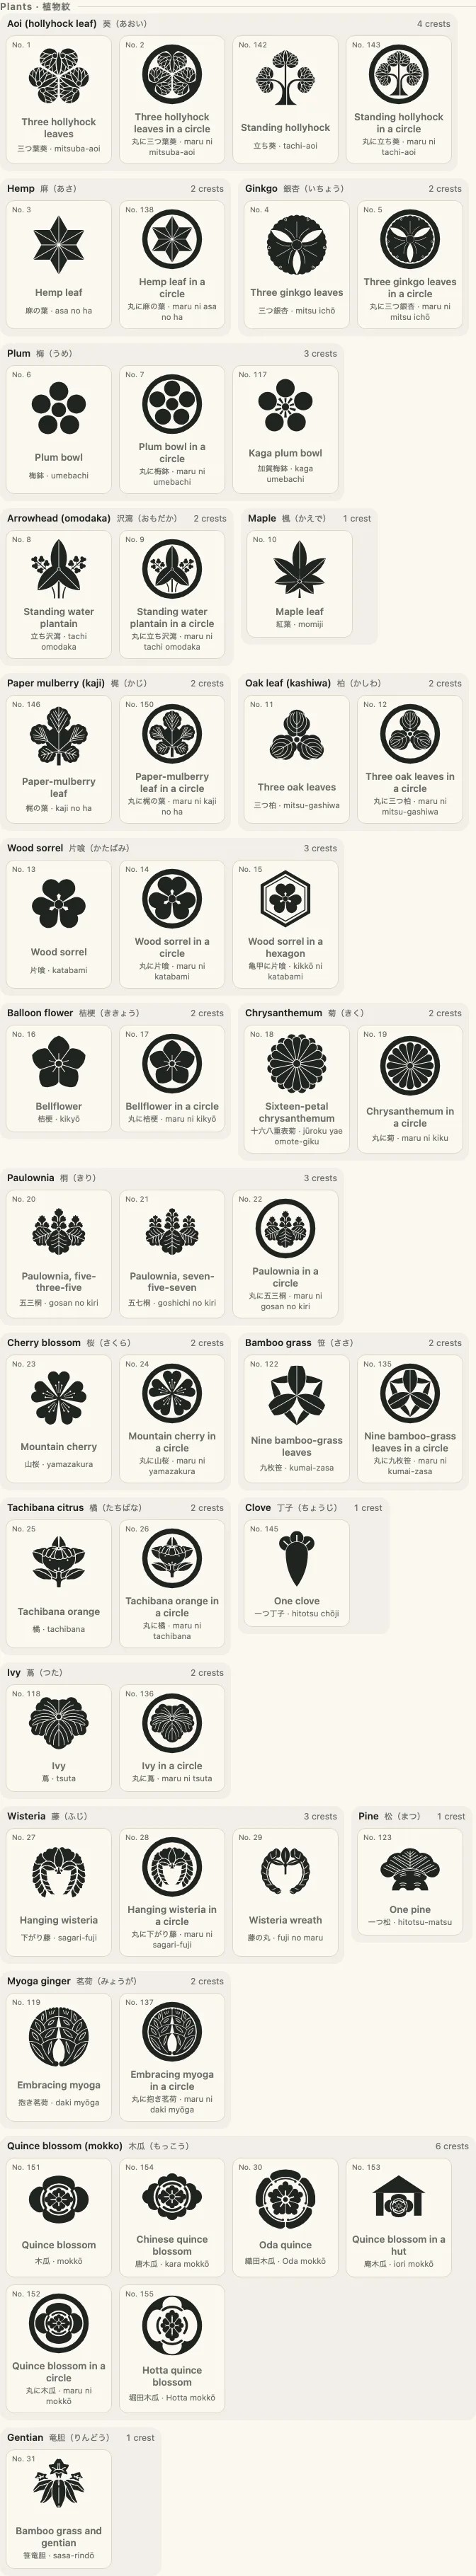 Plants · 植物紋
Aoi (hollyhock leaf) 葵（あおい） 4 crests
No. 1
Three hollyhock
leaves
三つ葉葵 · mitsuba-aoi
No. 2
Three hollyhock
leaves in a circle
丸に三つ葉葵 · maru ni
mitsuba-aoi
No. 142
Standing hollyhock
立ち葵 · tachi-aoi
No. 143
Standing hollyhock
in a circle
丸に立ち葵 · maru ni
tachi-aoi
Hemp 麻（あさ） 2 crests
No. 3
Hemp leaf
麻の葉 · asa no ha
No. 138
Hemp leaf in a
circle
丸に麻の葉 · maru ni asa
no ha
Ginkgo 銀杏（いちょう） 2 crests
No. 4
Three ginkgo leaves
三つ銀杏 · mitsu ichō
No. 5
Three ginkgo leaves
in a circle
丸に三つ銀杏 · maru ni
mitsu ichō
Plum 梅（うめ） 3 crests
No. 6
Plum bowl
梅鉢 · umebachi
No. 7
Plum bowl in a
circle
丸に梅鉢 · maru ni
umebachi
No. 117
Kaga plum bowl
加賀梅鉢 · kaga
umebachi
Arrowhead (omodaka) 沢瀉（おもだか） 2 crests
No. 8
Standing water
plantain
立ち沢瀉 · tachi
omodaka
No. 9
Standing water
plantain in a circle
丸に立ち沢瀉 · maru ni
tachi omodaka
Maple 楓（かえで） 1 crest
No. 10
Maple leaf
紅葉 · momiji
Paper mulberry (kaji) 梶（かじ） 2 crests
No. 146
Paper-mulberry
leaf
梶の葉 · kaji no ha
No. 150
Paper-mulberry
leaf in a circle
丸に梶の葉 · maru ni kaji
no ha
Oak leaf (kashiwa) 柏（かしわ） 2 crests
No. 11
Three oak leaves
三つ柏 · mitsu-gashiwa
No. 12
Three oak leaves in
a circle
丸に三つ柏 · maru ni
mitsu-gashiwa
Wood sorrel 片喰（かたばみ） 3 crests
No. 13
Wood sorrel
片喰 · katabami
No. 14
Wood sorrel in a
circle
丸に片喰 · maru ni
katabami
No. 15
Wood sorrel in a
hexagon
亀甲に片喰 · kikkō ni
katabami
Balloon flower 桔梗（ききょう） 2 crests
No. 16
Bellflower
桔梗 · kikyō
No. 17
Bellflower in a circle
丸に桔梗 · maru ni kikyō
Chrysanthemum 菊（きく） 2 crests
No. 18
Sixteen-petal
chrysanthemum
十六八重表菊 · jūroku yae
omote-giku
No. 19
Chrysanthemum in
a circle
丸に菊 · maru ni kiku
Paulownia 桐（きり） 3 crests
No. 20
Paulownia, five-
three-five
五三桐 · gosan no kiri
No. 21
Paulownia, seven-
five-seven
五七桐 · goshichi no kiri
No. 22
Paulownia in a
circle
丸に五三桐 · maru ni
gosan no kiri
Cherry blossom 桜（さくら） 2 crests
No. 23
Mountain cherry
山桜 · yamazakura
No. 24
Mountain cherry in
a circle
丸に山桜 · maru ni
yamazakura
Bamboo grass 笹（ささ） 2 crests
No. 122
Nine bamboo-grass
leaves
九枚笹 · kumai-zasa
No. 135
Nine bamboo-grass
leaves in a circle
丸に九枚笹 · maru ni
kumai-zasa
Tachibana citrus 橘（たちばな） 2 crests
No. 25
Tachibana orange
橘 · tachibana
No. 26
Tachibana orange in
a circle
丸に橘 · maru ni
tachibana
Clove 丁子（ちょうじ） 1 crest
No. 145
One clove
一つ丁子 · hitotsu chōji
Ivy 蔦（つた） 2 crests
No. 118
Ivy
蔦 · tsuta
No. 136
Ivy in a circle
丸に蔦 · maru ni tsuta
Wisteria 藤（ふじ） 3 crests
No. 27
Hanging wisteria
下がり藤 · sagari-fuji
No. 28
Hanging wisteria in
a circle
丸に下がり藤 · maru ni
sagari-fuji
No. 29
Wisteria wreath
藤の丸 · fuji no maru
Pine 松（まつ） 1 crest
No. 123
One pine
一つ松 · hitotsu-matsu
Myoga ginger 茗荷（みょうが） 2 crests
No. 119
Embracing myoga
抱き茗荷 · daki myōga
No. 137
Embracing myoga
in a circle
丸に抱き茗荷 · maru ni
daki myōga
Quince blossom (mokko) 木瓜（もっこう） 6 crests
No. 151
Quince blossom
木瓜 · mokkō
No. 154
Chinese quince
blossom
唐木瓜 · kara mokkō
No. 30
Oda quince
織田木瓜 · Oda mokkō
No. 153
Quince blossom in a
hut
庵木瓜 · iori mokkō
No. 152
Quince blossom in a
circle
丸に木瓜 · maru ni
mokkō
No. 155
Hotta quince
blossom
堀田木瓜 · Hotta mokkō
Gentian 竜胆（りんどう） 1 crest
No. 31
Bamboo grass and
gentian
笹竜胆 · sasa-rindō